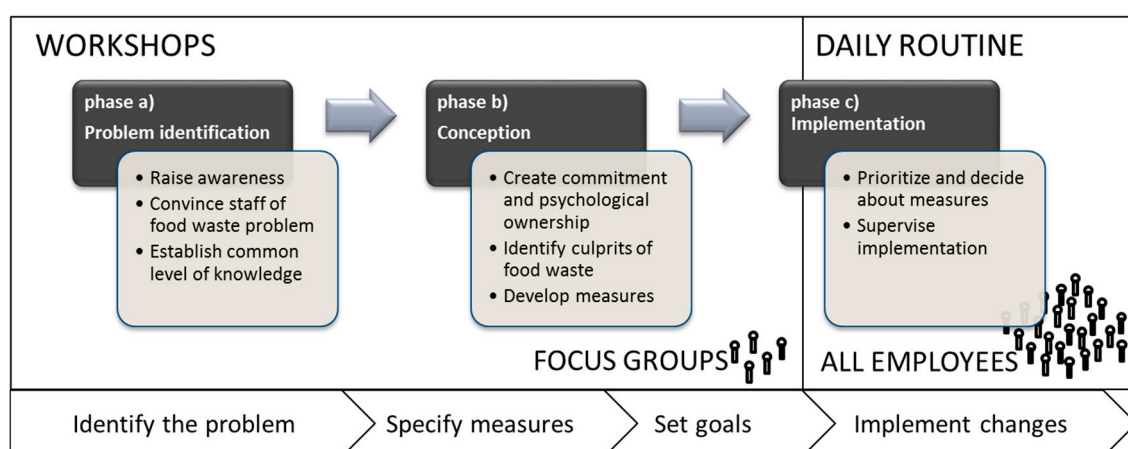 WORKSHOPS
phase a)
Problem identification
• Raise awareness
• Convince staff of
food waste problem
• Establish common
level of knowledge
phase b)
Conception
• Create commitment
and psychological
ownership
• Identify culprits of
food waste
• Develop measures
FOCUS GROUPS
DAILY ROUTINE
phase c)
Implementation
• Prioritize and decide
about measures
• Supervise
implementation
ALL EMPLOYEES
Identify the problem
Specify measures
Set goals
Implement changes